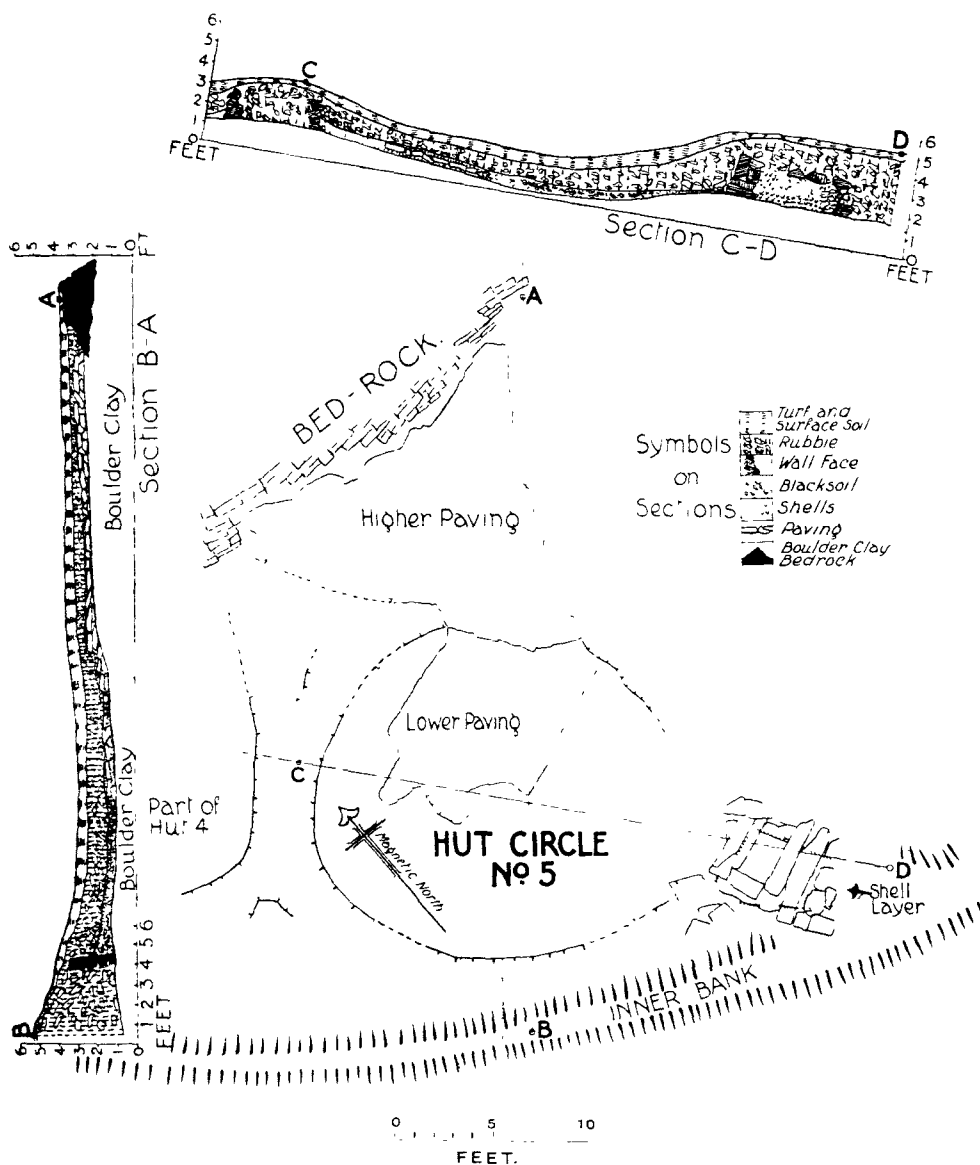 6
5
4
3
2
1
0
FEET
C
D
6
5
4
3
2
1
0
FEET
Section C-D
6 5 4 3 2 1 0
FT
A
Boulder Clay
Section B-A
Boulder Clay
B
6 5 4 3 2 1 0
1 2 3 4 5 6
FEET
A
BED-ROCK.
Higher Paving
Symbols
on
Sections
Turf and
surface Soil
Rubble
Wall Face
Blacksoil
Shells
Paving
Boulder Clay
Bedrock
Lower Paving
C
Part of
Hut 4
Magnetic North
HUT CIRCLE
Nº 5
D
Shell
Layer
INNER BANK
B
0 5 10
FEET.